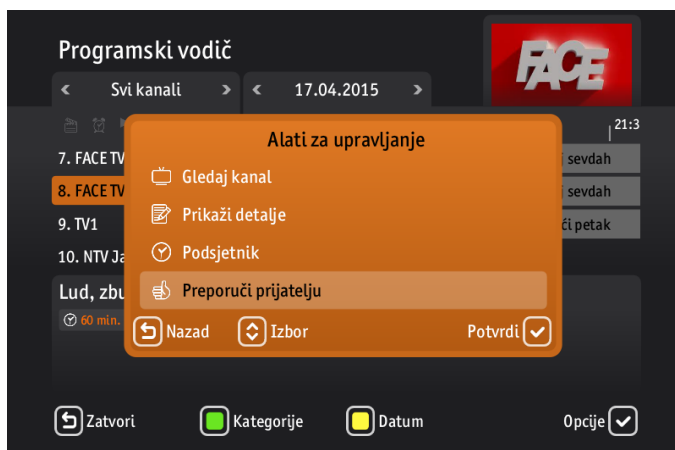 Programski vodič
FACE
Svi kanali
17.04.2015
21:3
Alati za upravljanje
7. FACE TV
sevdah
Gledaj kanal
8. FACE TV
sevdah
Prikaži detalje
9. TV1
ći petak
Podsjetnik
10. NTV Ja
Lud, zbu
Preporuči prijatelju
60 min.
Nazad
Izbor
Potvrdi
Zatvori
Kategorije
Datum
Opcije